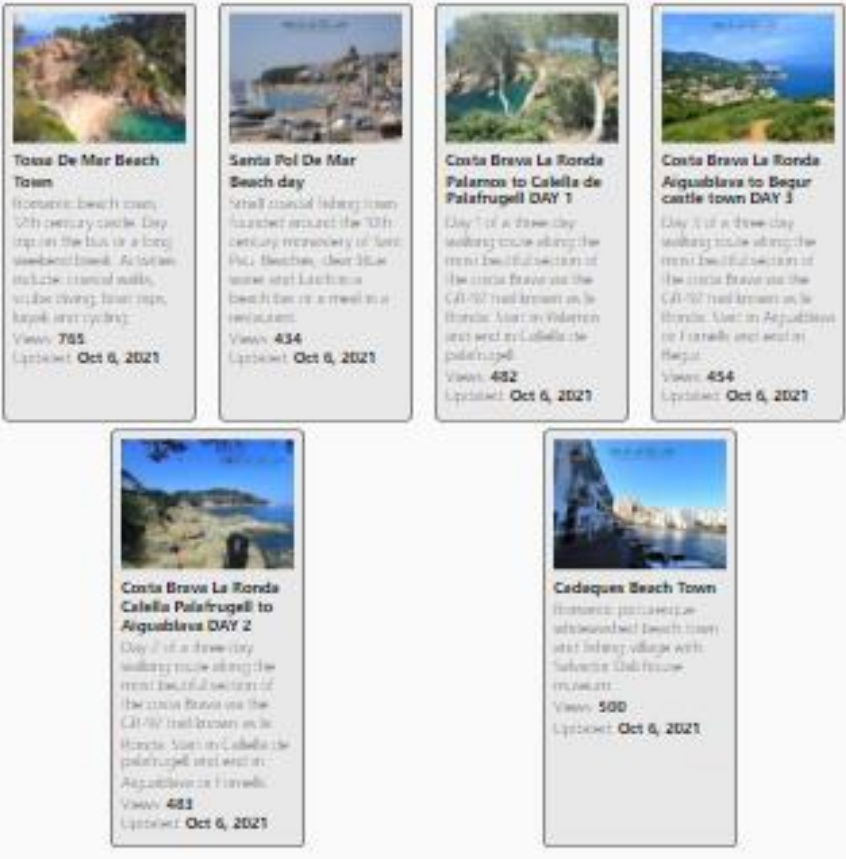 Tossa De Mar Beach
Town
Romantic beach town,
12th century castle. Day
trip on the bus or a long
weekend break. Activities
include: coastal walks,
scuba diving, boat trips,
kayak and cycling.
Views: 765
Updated: Oct 6, 2021
Santa Pol De Mar
Beach day
Small coastal fishing town
founded around the 10th
century monastery of Sant
Pau. Beaches, clear blue
water and lunch in a
beach bar or a meal in a
restaurant.
Views: 434
Updated: Oct 6, 2021
Costa Brava La Ronda
Palamos to Calella de
Palafrugell DAY 1
Day 1 of a three day
walking route along the
most beutiful section of
the costa Brava via the
GR-92 trail known as le
Ronda. Start in Palamos
and end in Calella de
palafrugell.
Views: 482
Updated: Oct 6, 2021
Costa Brava La Ronda
Aiguablava to Begur
castle town DAY 3
Day 3 of a three day
walking route along the
most beutiful section of
the costa Brava via the
GR-92 trail known as le
Ronda. Start in Aiguablava
or Fornells and end in
Begur.
Views: 454
Updated: Oct 6, 2021
Costa Brava La Ronda
Calella Palafrugell to
Aiguablava DAY 2
Day 2 of a three day
walking route along the
most beutiful section of
the costa Brava via the
GR-92 trail known as le
Ronda. Start in Calella de
palafrugell and end in
Aiguablava or Fornells.
Views: 483
Updated: Oct 6, 2021
Cadaques Beach Town
Romantic picturesque
whitewashed beach town
and fishing village with
Salvador Dali house
museum.
Views: 500
Updated: Oct 6, 2021